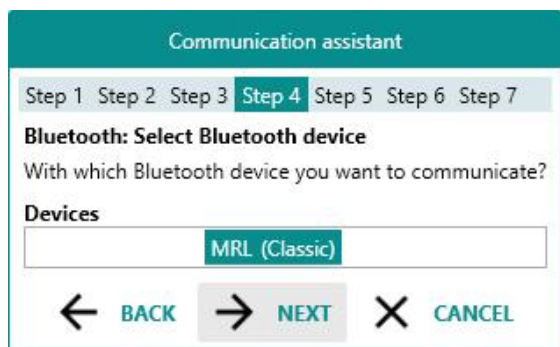 Communication assistant
Step 1 Step 2 Step 3 Step 4 Step 5 Step 6 Step 7
Bluetooth: Select Bluetooth device
With which Bluetooth device you want to communicate?
Devices
MRL (Classic)
BACK NEXT CANCEL